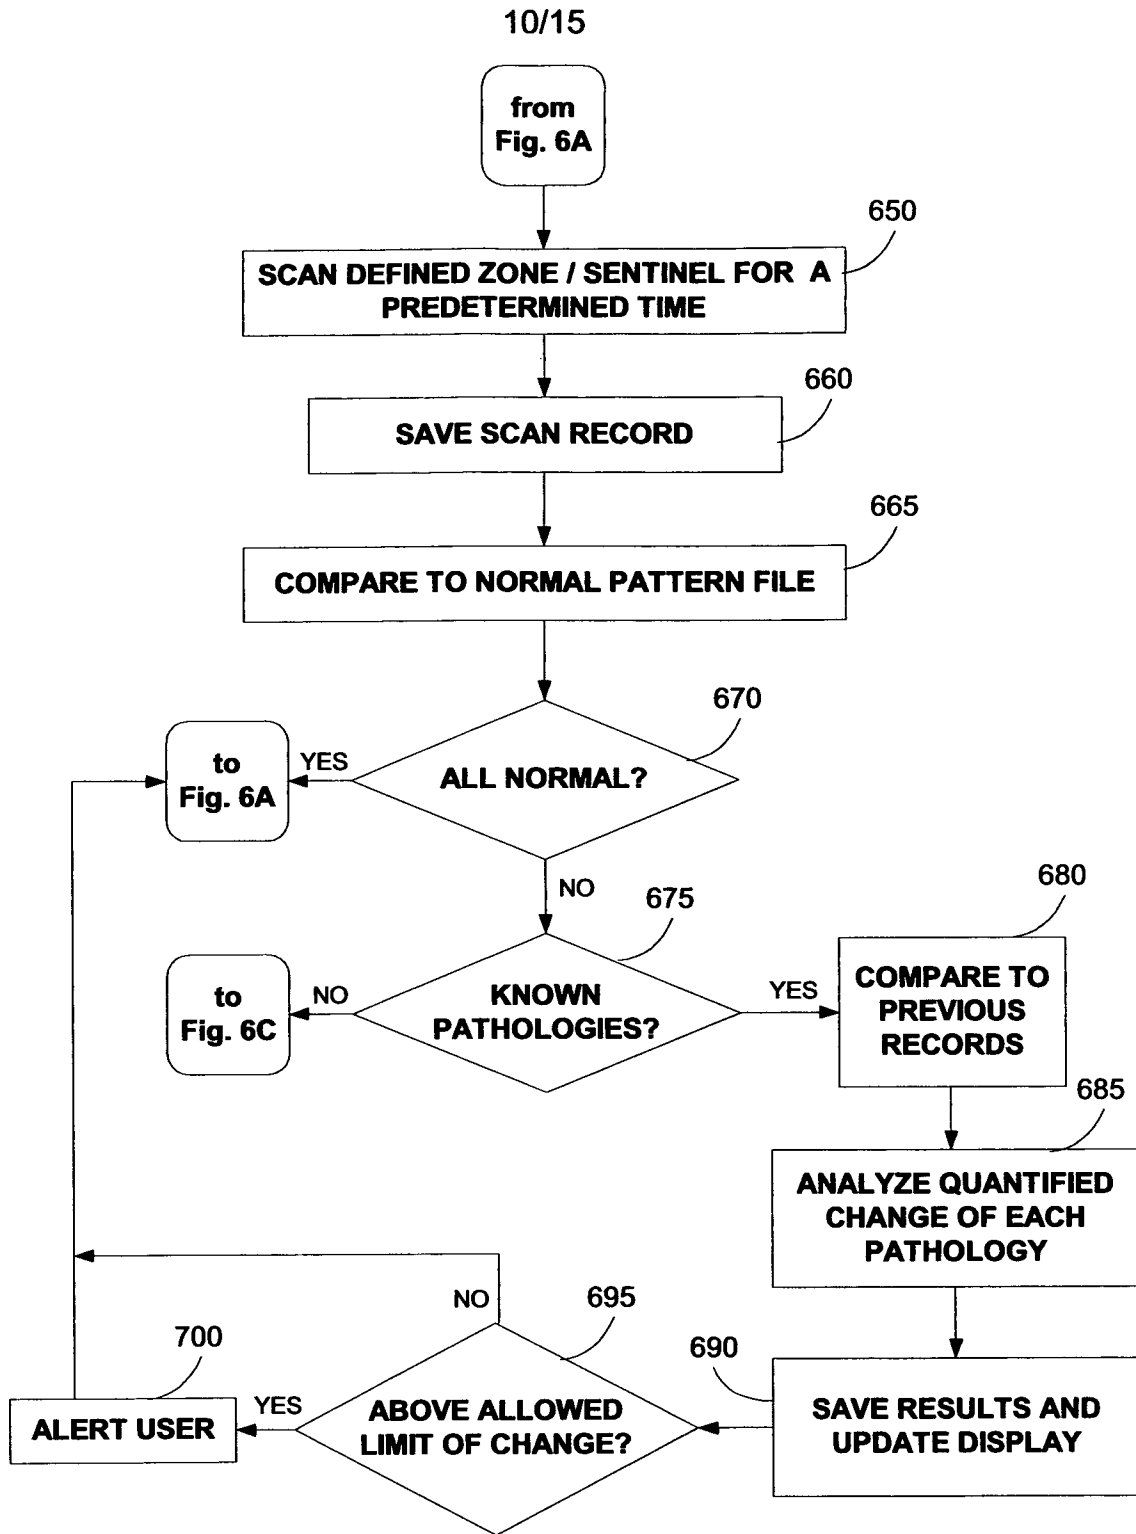 10/15
from
Fig. 6A
650
SCAN DEFINED ZONE / SENTINEL FOR A
PREDETERMINED TIME
660
SAVE SCAN RECORD
665
COMPARE TO NORMAL PATTERN FILE
670
to
Fig. 6A
YES
ALL NORMAL?
NO
675
680
to
Fig. 6C
NO
KNOWN
PATHOLOGIES?
YES
COMPARE TO
PREVIOUS
RECORDS
685
ANALYZE QUANTIFIED
CHANGE OF EACH
PATHOLOGY
NO
695
690
700
ALERT USER
YES
ABOVE ALLOWED
LIMIT OF CHANGE?
SAVE RESULTS AND
UPDATE DISPLAY